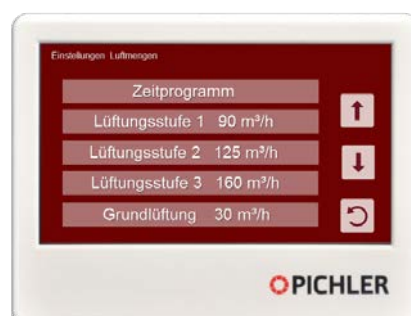 Einstellungen Luftmengen
Zeitprogramm
Lüftungsstufe 1 90 m³/h
Lüftungsstufe 2 125 m³/h
Lüftungsstufe 3 160 m³/h
Grundlüftung 30 m³/h
PICHLER